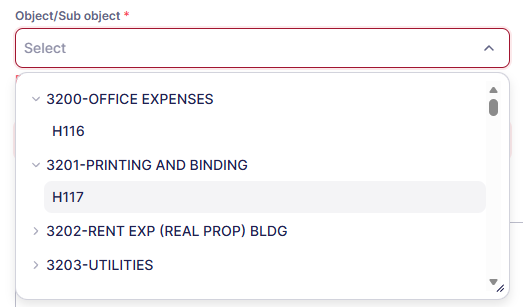 Object/Sub object *
Select
3200-OFFICE EXPENSES
H116
3201-PRINTING AND BINDING
H117
3202-RENT EXP (REAL PROP) BLDG
3203-UTILITIES